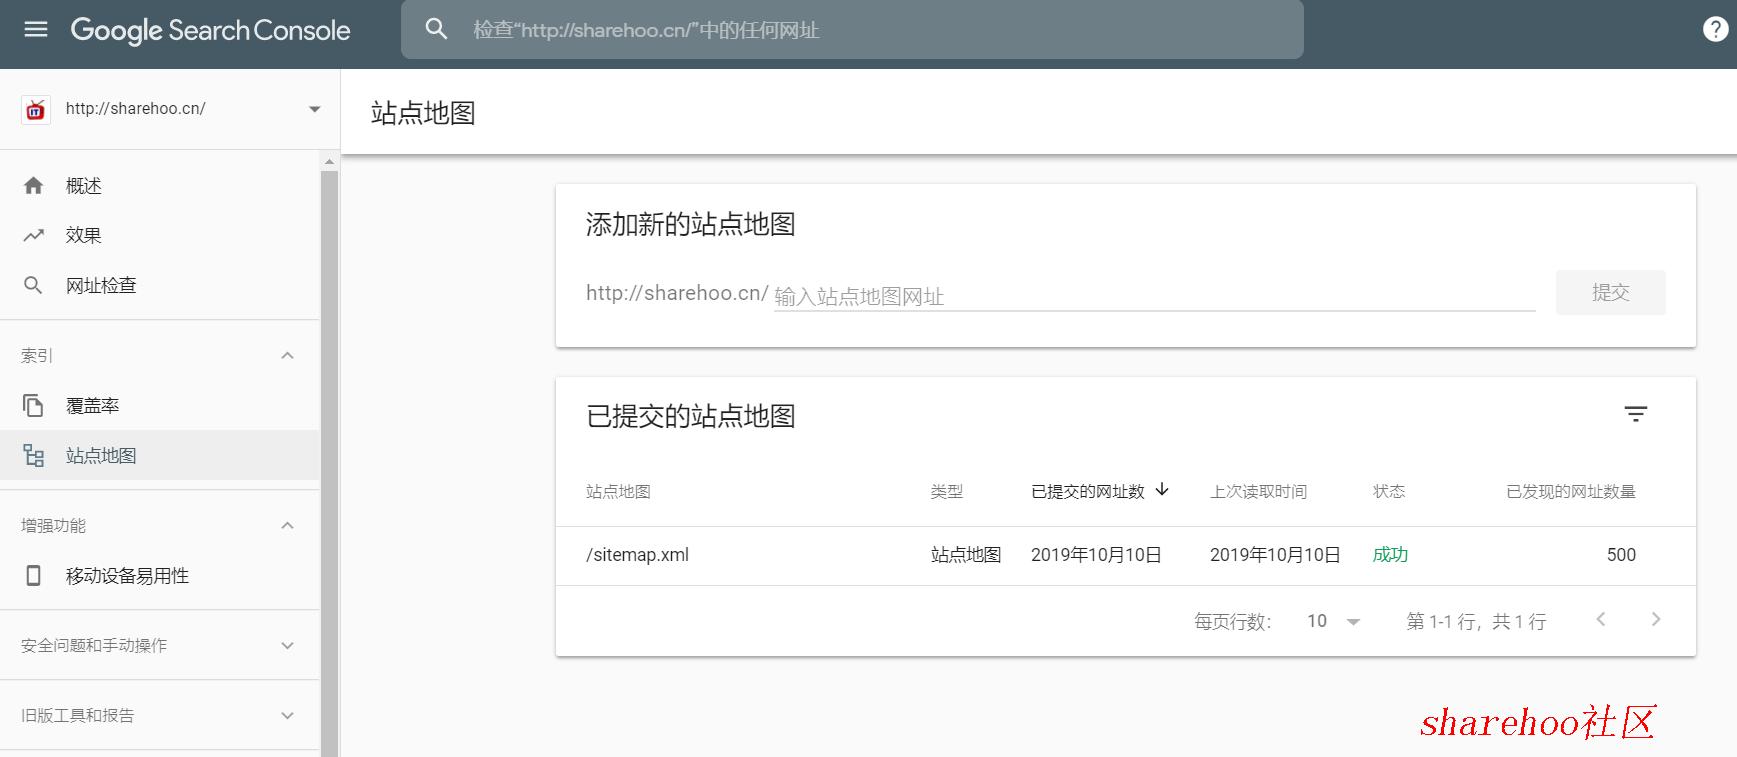 Google Search Console
检查“http://sharehoo.cn/”中的任何网址
IT
http://sharehoo.cn/
站点地图
概述
效果
网址检查
索引
覆盖率
站点地图
增强功能
移动设备易用性
安全问题和手动操作
旧版工具和报告
添加新的站点地图
http://sharehoo.cn/ 输入站点地图网址 提交
已提交的站点地图
站点地图 类型 已提交的网址数 上次读取时间 状态 已发现的网址数量
/sitemap.xml 站点地图 2019年10月10日 2019年10月10日 成功 500
每页行数： 10 第 1-1 行，共 1 行
sharehoo社区